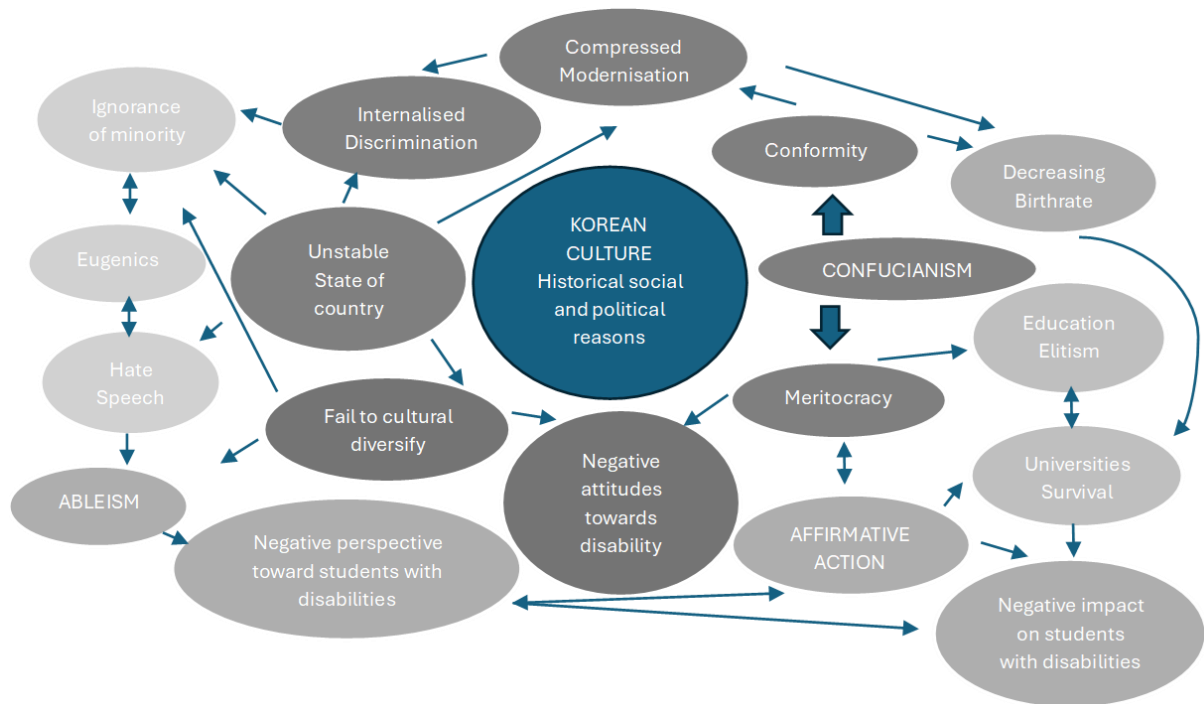 Compressed
Modernisation
Ignorance
of minority
Internalised
Discrimination
Conformity
Decreasing
Birthrate
KOREAN
CULTURE
Historical social
and political
reasons
Eugenics
Unstable
State of
country
CONFUCIANISM
Education
Elitism
Hate
Speech
Fail to cultural
diversify
Meritocracy
Negative
attitudes
towards
disability
Universities
Survival
ABLEISM
Negative perspective
toward students with
disabilities
AFFIRMATIVE
ACTION
Negative impact
on students
with disabilities